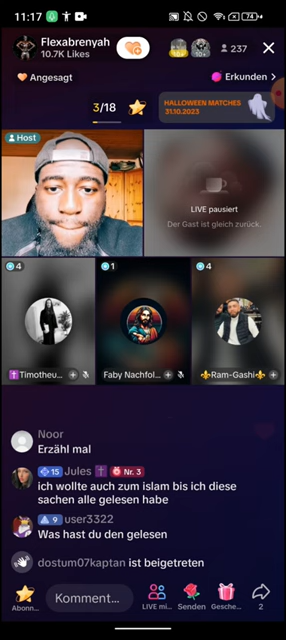 11:17
74
Flexabrenyah
10.7K Likes
237
Angesagt
Erkunden
3/18
HALLOWEEN MATCHES
31.10.2023
Host
LIVE pausiert
Der Gast ist gleich zurück.
4
1
4
Timotheu...
Faby Nachfol...
Ram-Gashi
Noor
Erzähl mal
15 Jules Nr. 3
ich wollte auch zum islam bis ich diese
sachen alle gelesen habe
9 user3322
Was hast du den gelesen
dostum07kaptan ist beigetreten
Abonn...
Komment...
LIVE mi...
Senden
Gesche...
2